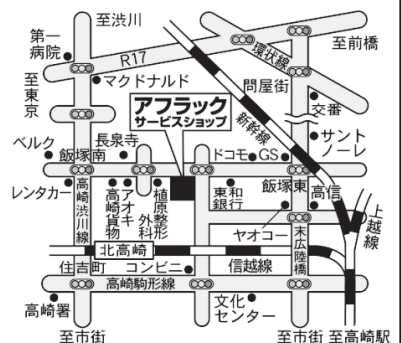 至渋川
第一
病院
R17
環状線
至前橋
マクドナルド
問屋街
至東京
アフラック
サービスショップ
新幹線
交番
サント
ノーレ
ベルク
飯塚南
長泉寺
ドコモ
GS
レンタカー
高崎渋川線
高崎貨物
アオキ
植原整形
外科
東和
銀行
飯塚東
高信
上越線
ヤオコー
末広陸橋
北高崎
住吉町
コンビニ
信越線
高崎駒形線
高崎署
文化
センター
至市街
至市街
至高崎駅